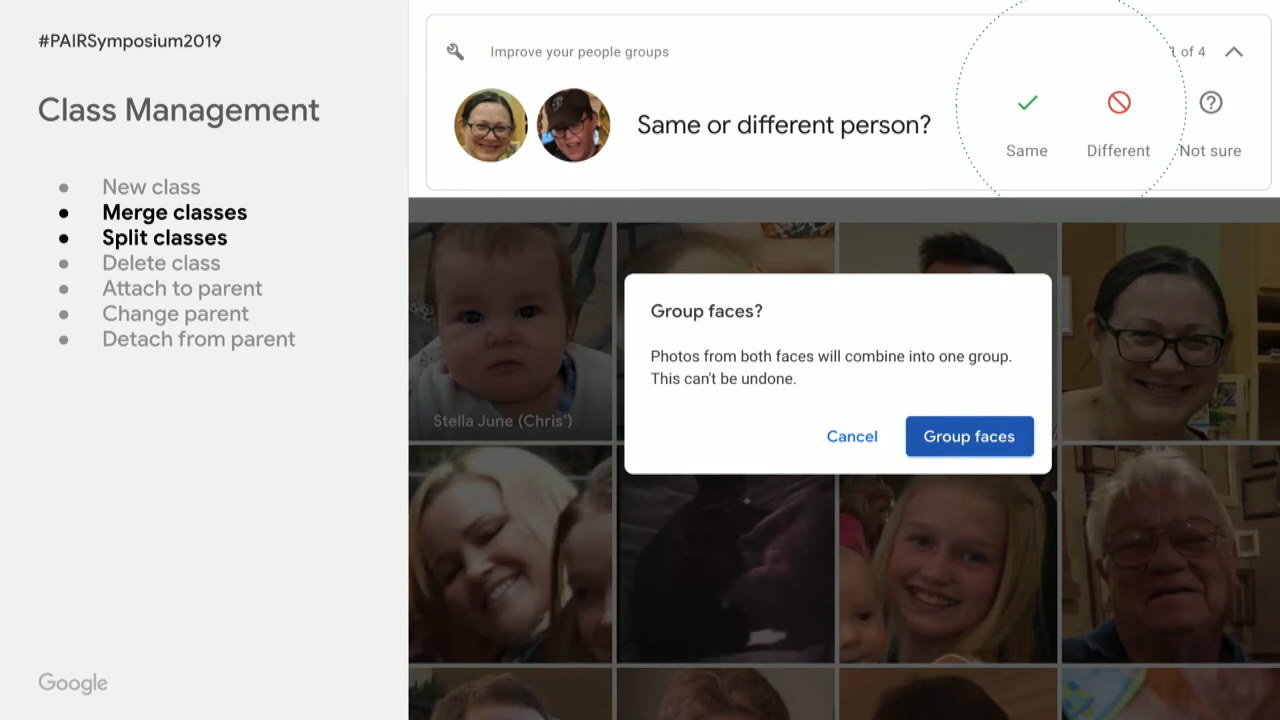 #PAIRSymposium2019
Class Management
New class
Merge classes
Split classes
Delete class
Attach to parent
Change parent
Detach from parent
Google
Improve your people groups
1 of 4
Same or different person?
Same
Different
Not sure
Group faces?
Photos from both faces will combine into one group.
This can't be undone.
Cancel
Group faces
Stella June (Chris')